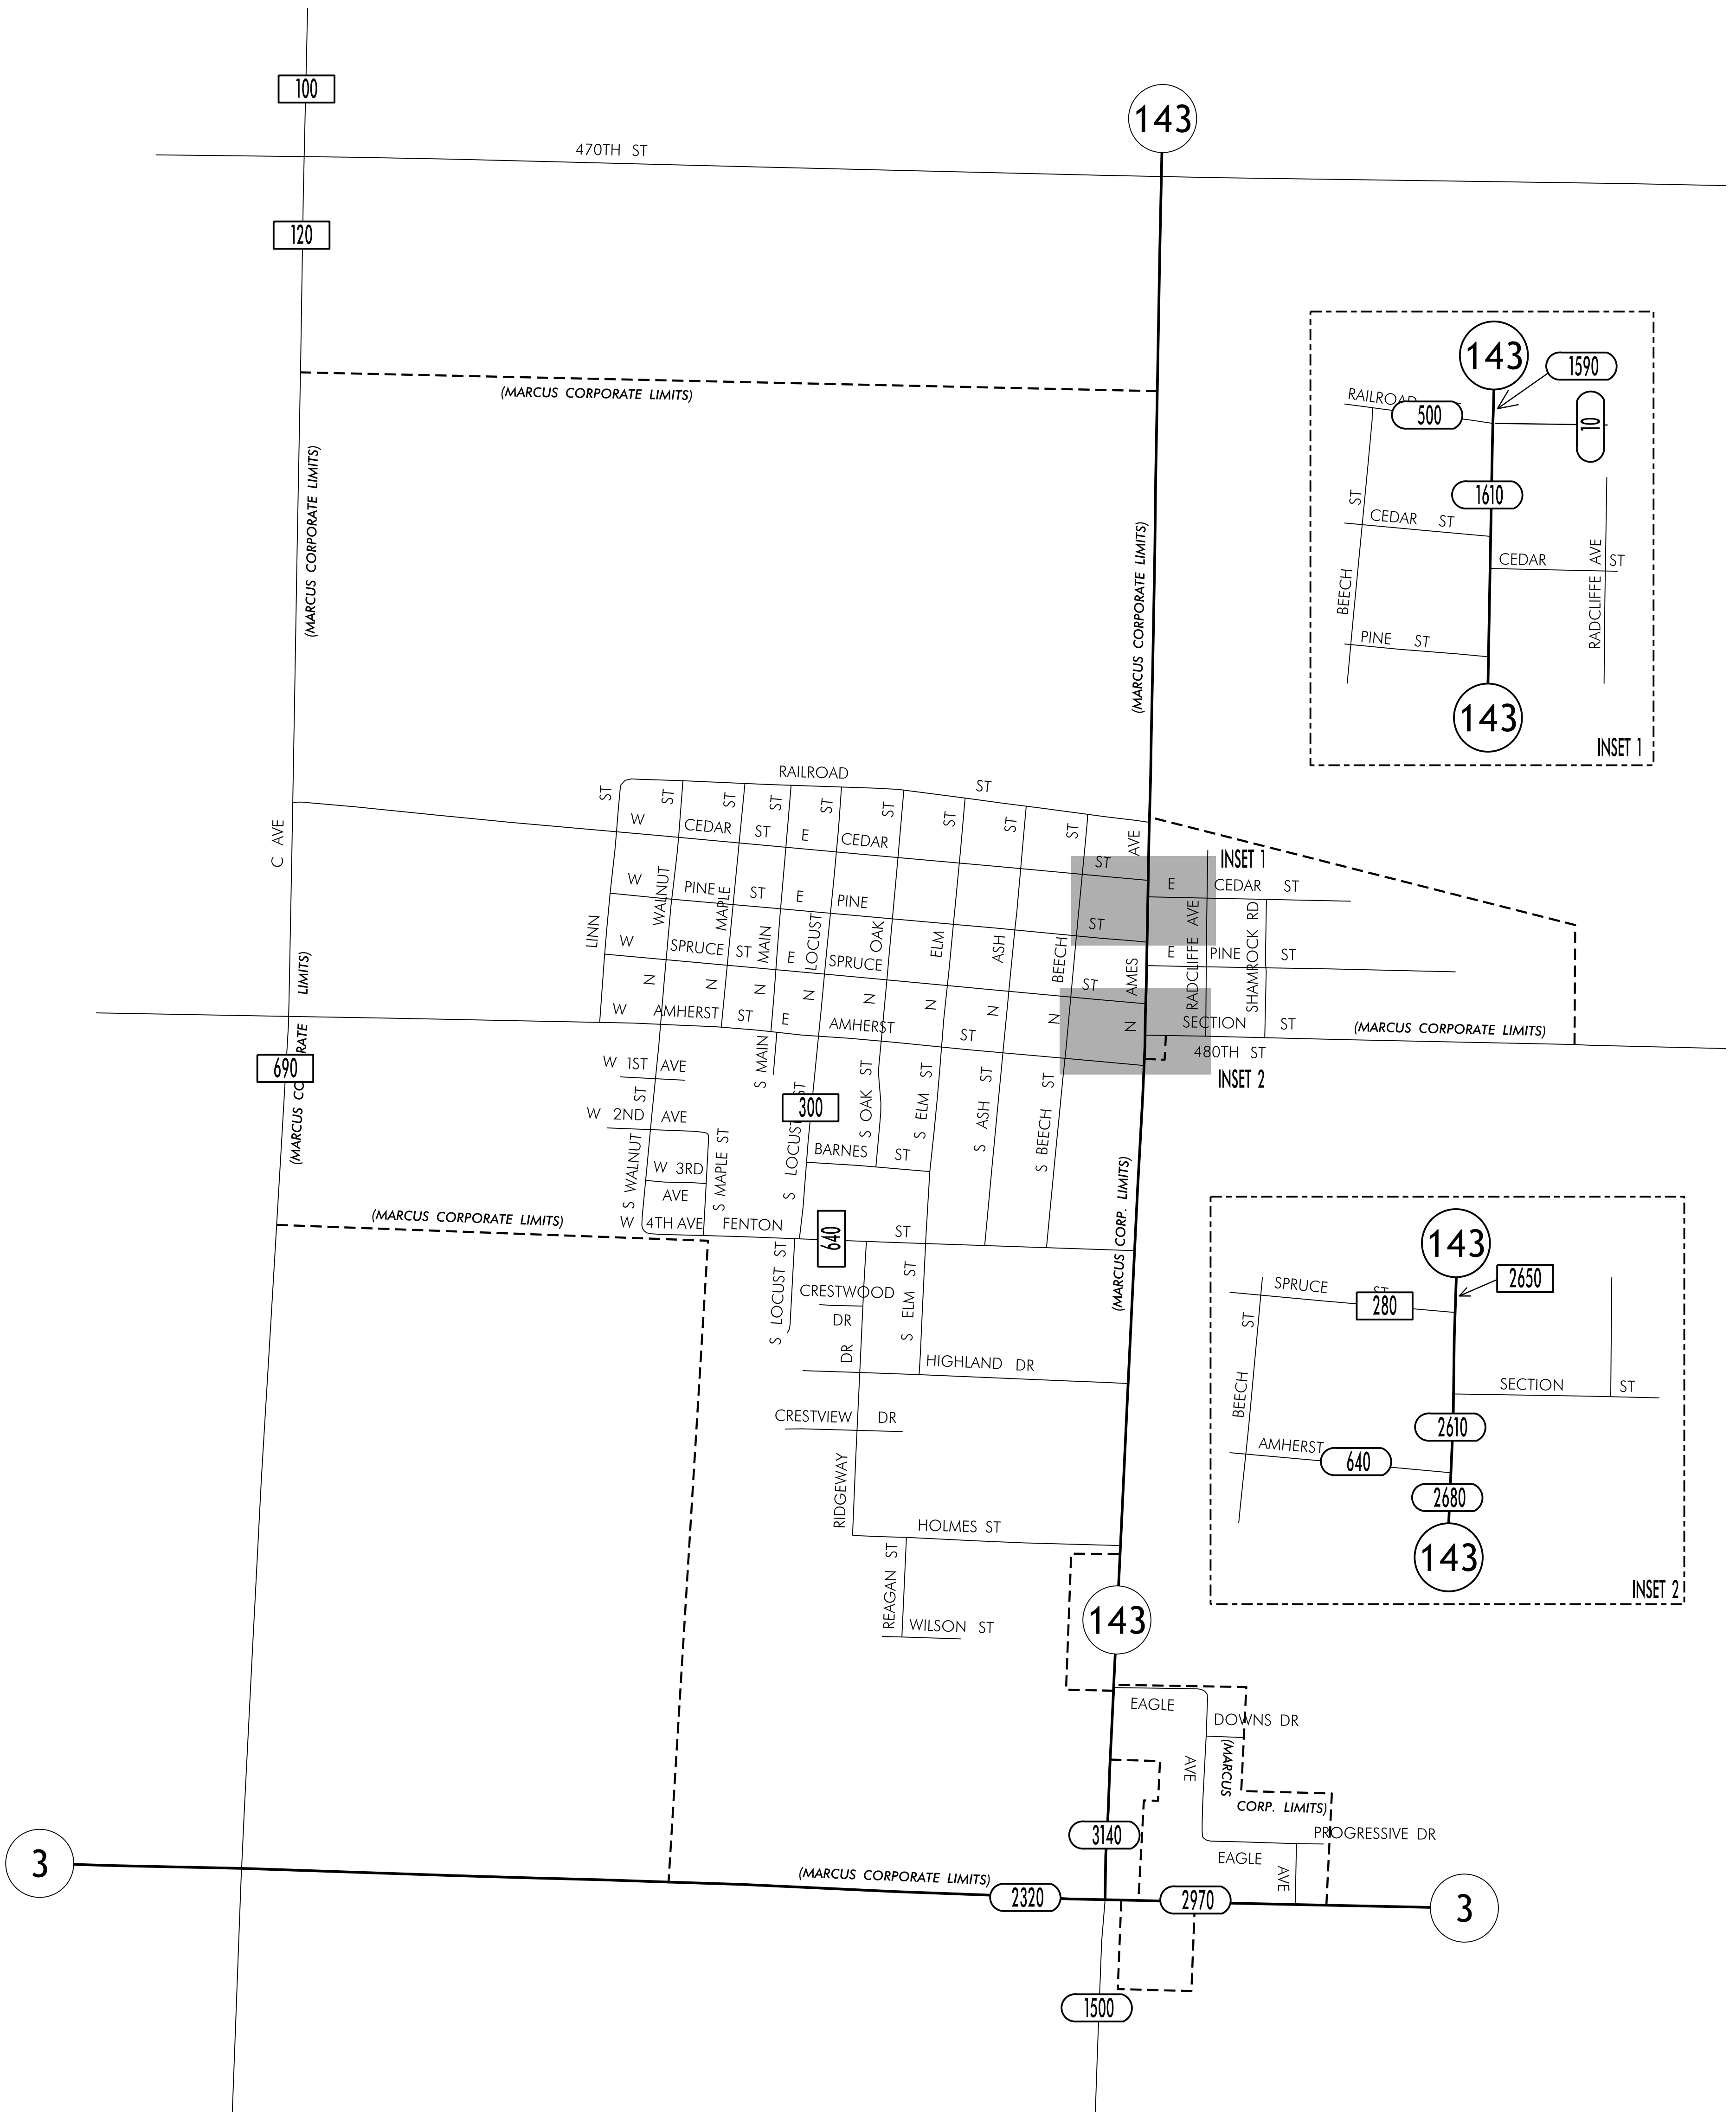 100
143
470TH ST
120
(MARCUS CORPORATE LIMITS)
(MARCUS CORPORATE LIMITS)
(MARCUS CORPORATE LIMITS)
143
1590
RAILROAD
500
10
1610
ST
CEDAR ST
CEDAR ST
BEECH
RADCLIFFE AVE
PINE ST
143
INSET 1
RAILROAD ST
C AVE
ST
ST
ST
ST
ST
ST
ST
ST
ST
AVE
W CEDAR ST E CEDAR ST
INSET 1
E CEDAR ST
W PINE ST E PINE ST
E PINE ST
W SPRUCE ST E SPRUCE ST
LINN
WALNUT
MAPLE
MAIN
LOCUST
OAK
ELM
ASH
BEECH
AMES
RADCLIFFE AVE
SHAMROCK RD
N
N
N
N
N
N
N
N
N
W AMHERST ST E AMHERST ST
SECTION ST
(MARCUS CORPORATE LIMITS)
480TH ST
INSET 2
690
(MARCUS CORPORATE LIMITS)
W 1ST AVE
S MAIN
W 2ND AVE
300
S WALNUT ST
W 3RD
AVE
S MAPLE ST
S LOCUST ST
S OAK ST
S ELM ST
S ASH ST
S BEECH ST
BARNES ST
(MARCUS CORPORATE LIMITS)
W 4TH AVE
FENTON ST
640
(MARCUS CORP. LIMITS)
S LOCUST ST
CRESTWOOD
DR
S ELM ST
HIGHLAND DR
CRESTVIEW DR
RIDGEWAY DR
HOLMES ST
REAGAN ST
WILSON ST
143
143
2650
SPRUCE ST
280
BEECH ST
SECTION ST
2610
AMHERST
640
2680
143
INSET 2
EAGLE
DOWNS DR
AVE
(MARCUS
CORP. LIMITS)
PROGRESSIVE DR
EAGLE
AVE
3140
3
(MARCUS CORPORATE LIMITS)
2320
2970
3
1500